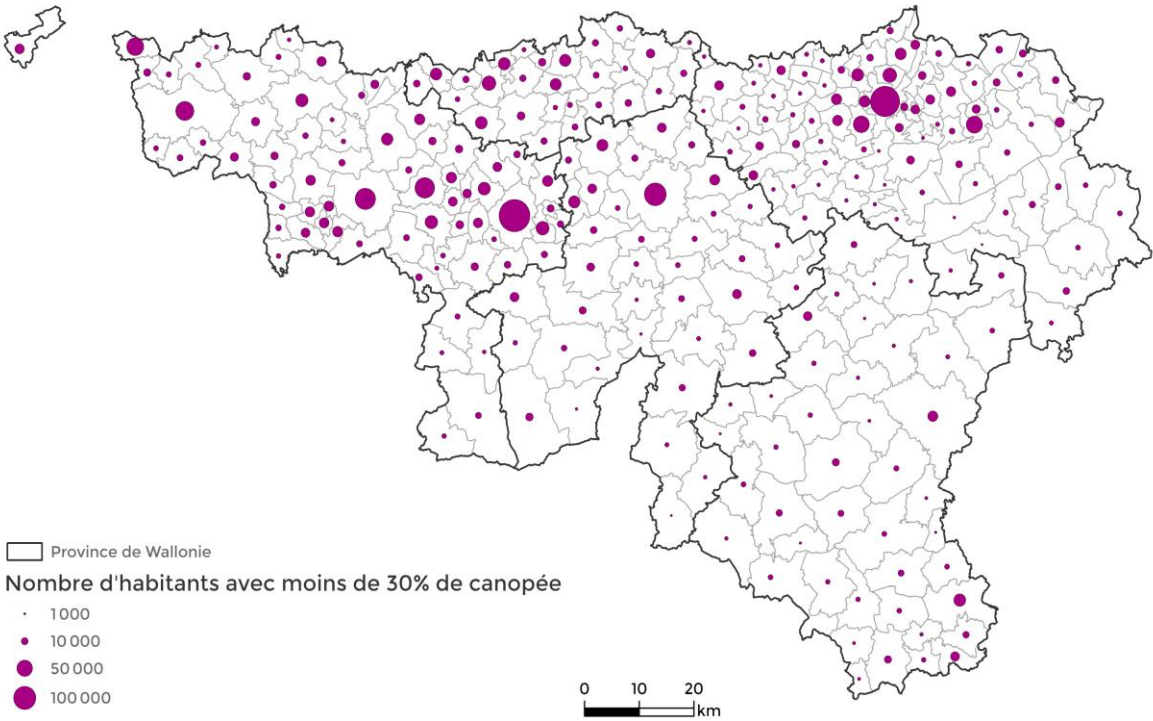 Province de Wallonie
Nombre d'habitants avec moins de 30% de canopée
1 000
10 000
50 000
100 000
0 10 20
km